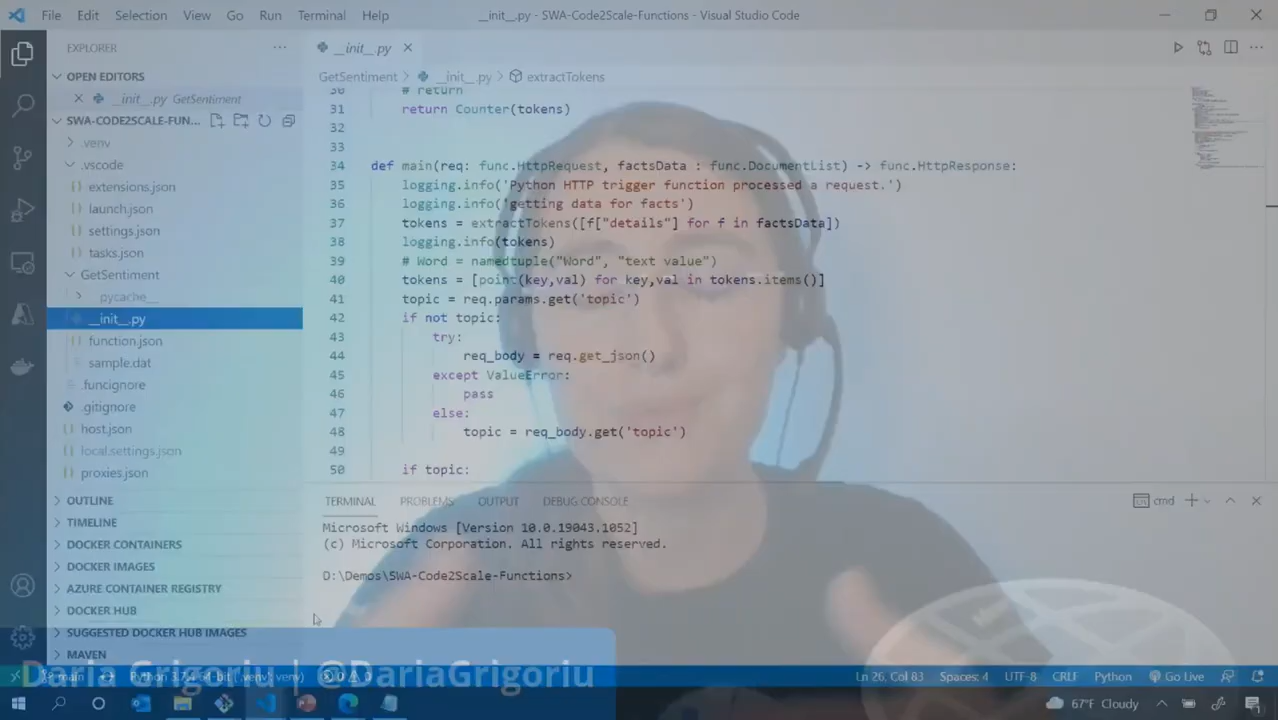 File Edit Selection View Go Run Terminal Help
__init__.py - SWA-Code2Scale-Functions - Visual Studio Code
EXPLORER
OPEN EDITORS
__init__.py GetSentiment
SWA-CODE2SCALE-FUN...
.venv
.vscode
extensions.json
launch.json
settings.json
tasks.json
GetSentiment
__pycache__
__init__.py
function.json
sample.dat
.funcignore
.gitignore
host.json
local.settings.json
proxies.json
OUTLINE
TIMELINE
DOCKER CONTAINERS
DOCKER IMAGES
AZURE CONTAINER REGISTRY
DOCKER HUB
SUGGESTED DOCKER HUB IMAGES
MAVEN
__init__.py
GetSentiment > __init__.py > extractTokens
30 # return
31 return Counter(tokens)
32
33
34 def main(req: func.HttpRequest, factsData : func.DocumentList) -> func.HttpResponse:
35 logging.info('Python HTTP trigger function processed a request.')
36 logging.info('getting data for facts')
37 tokens = extractTokens([f["details"] for f in factsData])
38 logging.info(tokens)
39 # Word = namedtuple("Word", "text value")
40 tokens = [point(key,val) for key,val in tokens.items()]
41 topic = req.params.get('topic')
42 if not topic:
43 try:
44 req_body = req.get_json()
45 except ValueError:
46 pass
47 else:
48 topic = req_body.get('topic')
49
50 if topic:
TERMINAL PROBLEMS OUTPUT DEBUG CONSOLE
cmd
Microsoft Windows [Version 10.0.19043.1052]
(c) Microsoft Corporation. All rights reserved.
D:\Demos\SWA-Code2Scale-Functions>
Daria Grigoriu | @DariaGrigoriu
main Python 3.7.4 64-bit ('.venv': venv) 0 0
Ln 26, Col 83 Spaces: 4 UTF-8 CRLF Python Go Live
67°F Cloudy